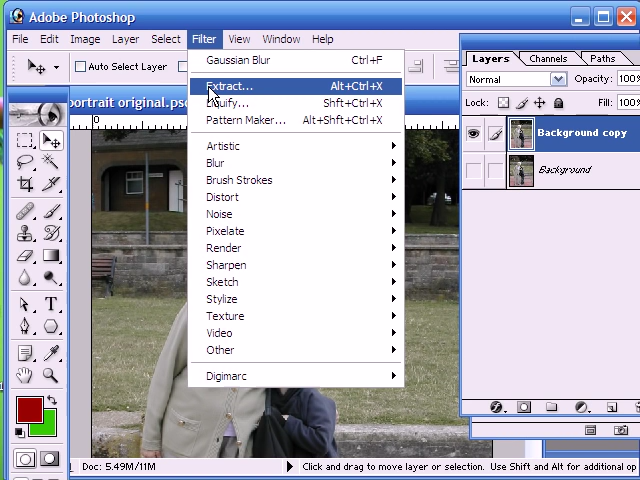 Adobe Photoshop
File Edit Image Layer Select Filter View Window Help
Auto Select Layer
Gaussian Blur Ctrl+F
Extract... Alt+Ctrl+X
Liquify... Shft+Ctrl+X
Pattern Maker... Alt+Shft+Ctrl+X
Artistic
Blur
Brush Strokes
Distort
Noise
Pixelate
Render
Sharpen
Sketch
Stylize
Texture
Video
Other
Digimarc
portrait original.psd
0
Layers Channels Paths
Normal Opacity: 100%
Lock: Fill: 100%
Background copy
Background
T
Doc: 5.49M/11M Click and drag to move layer or selection. Use Shift and Alt for additional op